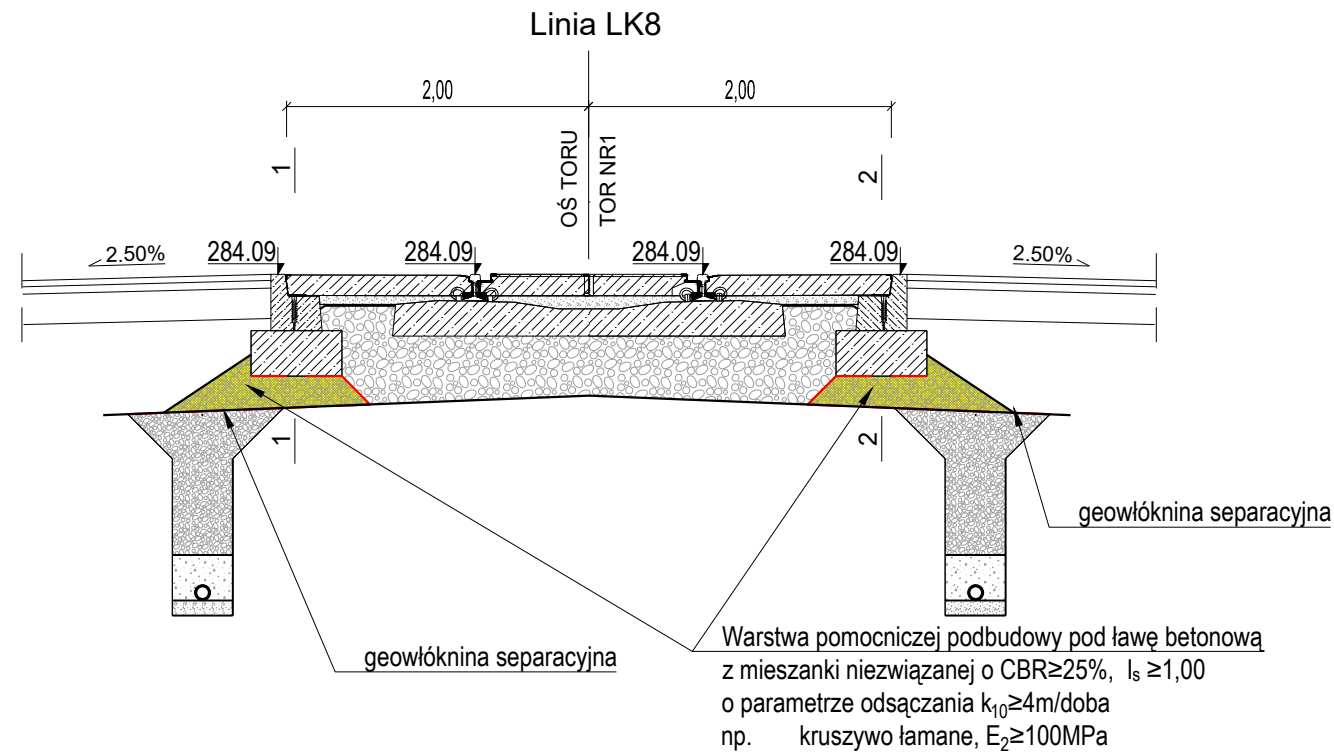 Linia LK8
2,00 2,00
OŚ TORU
TOR NR1
1 2
2.50% 284.09 284.09 284.09 284.09 2.50%
1 2
geowłóknina separacyjna
geowłóknina separacyjna
Warstwa pomocniczej podbudowy pod ławę betonową
z mieszanki niezwiązanej o CBR≥25%, Is ≥1,00
o parametrze odsączania k10≥4m/doba
np. kruszywo łamane, E2≥100MPa